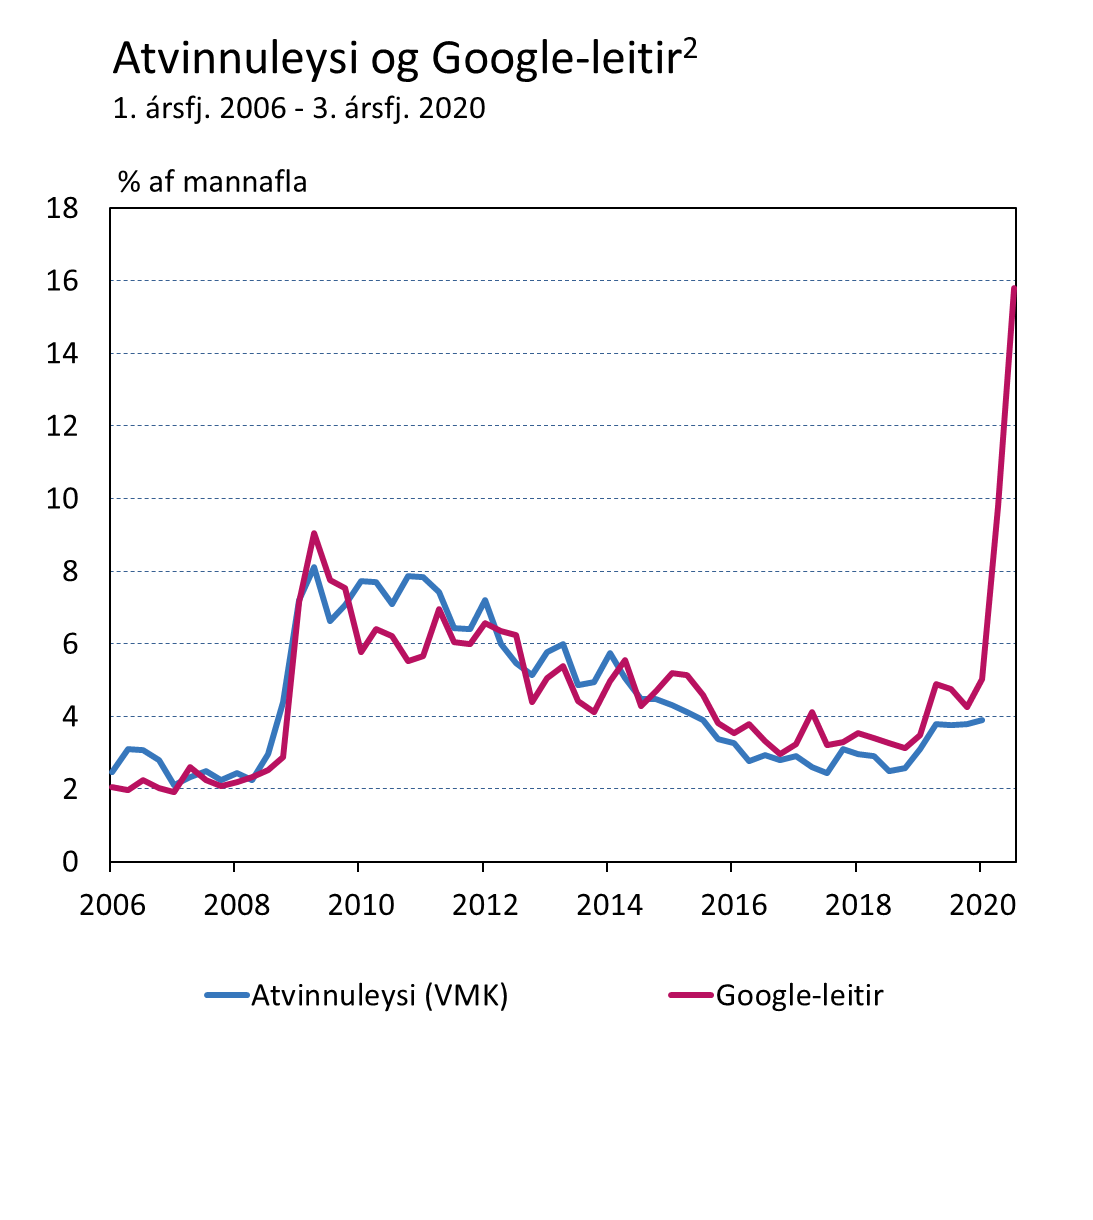 Atvinnuleysi og Google-leitir²
1. ársfj. 2006 - 3. ársfj. 2020
% af mannafla
18
16
14
12
10
8
6
4
2
0
2006 2008 2010 2012 2014 2016 2018 2020
Atvinnuleysi (VMK) Google-leitir